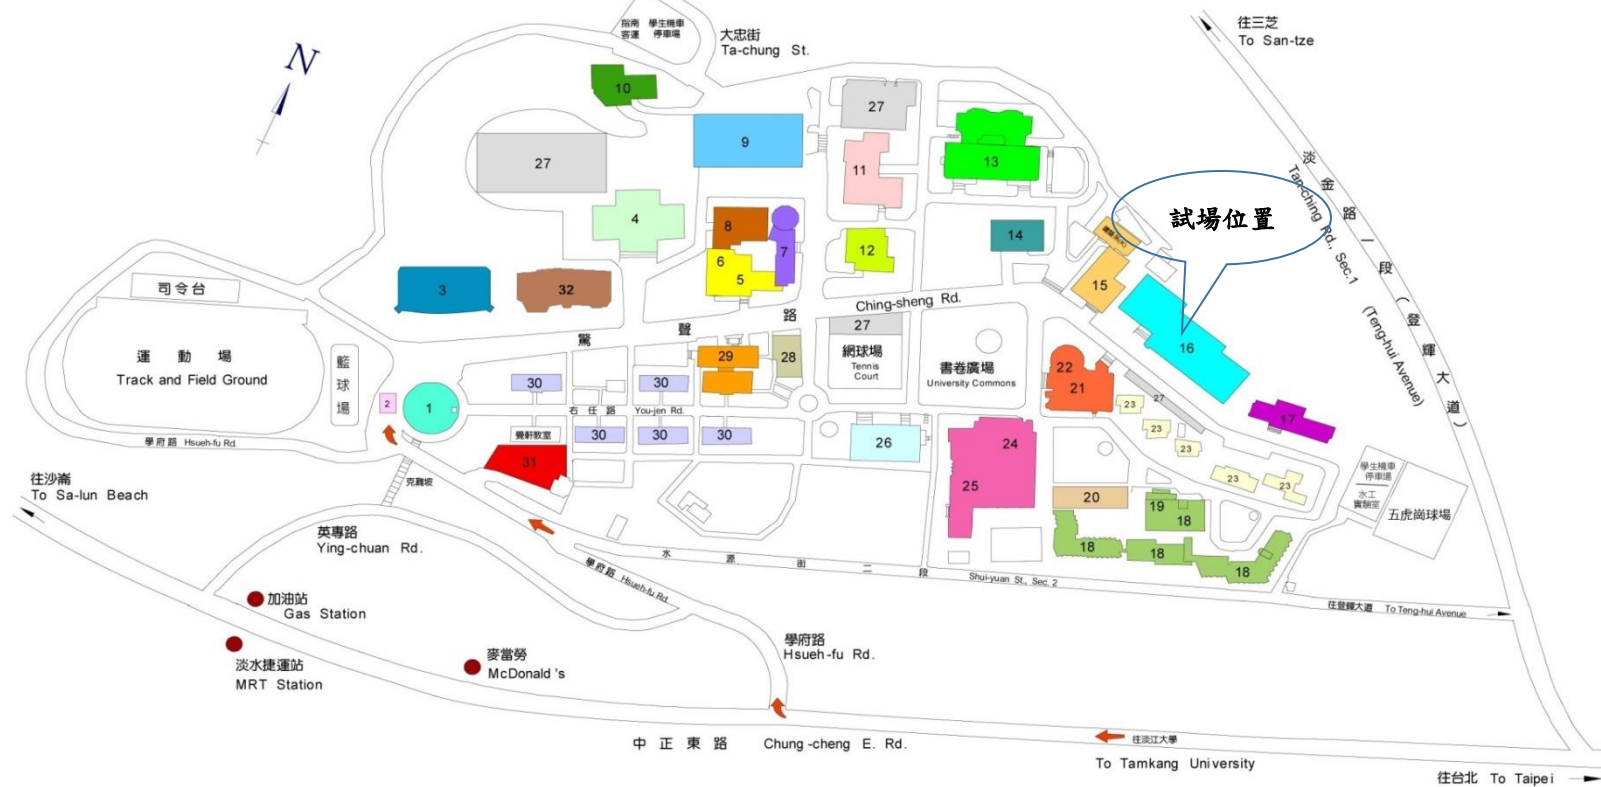 指南
客運
學生機車
停車場
大忠街
Ta-chung St.
往三芝
To San-tze
N
10
27
9
27
11
13
淡金路一段(登輝大道)
Tan-ching Rd., Sec.1
(Teng-hui Avenue)
試場位置
4
8
7
6
5
12
14
建築系(K)
15
3
32
16
司令台
驚聲路
Ching-sheng Rd.
27
運動場
Track and Field Ground
籃球場
29
28
網球場
Tennis
Court
書卷廣場
University Commons
22
21
30
30
2
1
右任路
You-jen Rd.
27
23
17
學府路 Hsueh-fu Rd.
覺軒教室
30
30
30
26
24
23
23
31
25
23
23
學生機車
停車場
水工
實驗室
五虎崗球場
克難坡
往沙崙
To Sa-lun Beach
20
19
18
18
18
18
英專路
Ying-chuan Rd.
水源街二段
Shui-yuan St., Sec. 2
學府路 Hsueh-fu Rd.
往登輝大道 To Teng-hui Avenue
加油站
Gas Station
學府路
Hsueh-fu Rd.
淡水捷運站
MRT Station
麥當勞
McDonald's
中正東路 Chung-cheng E. Rd.
往淡江大學
To Tamkang University
往台北 To Taipei